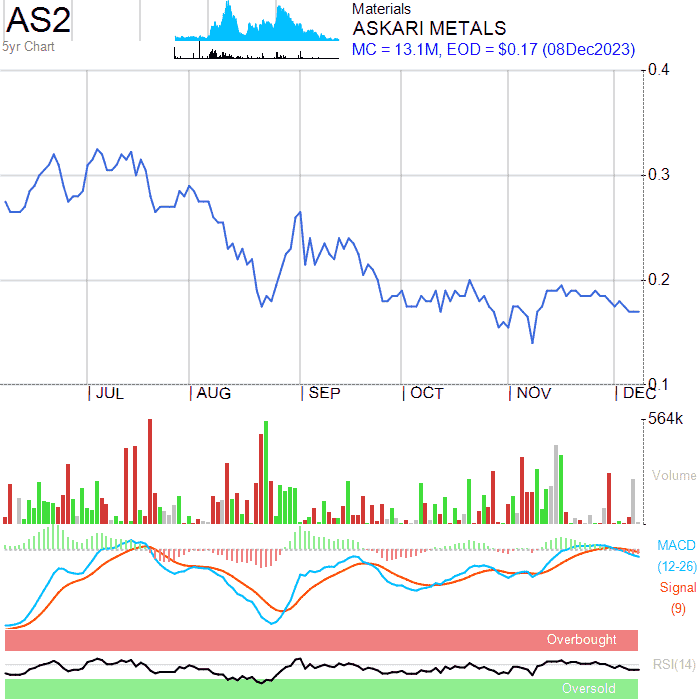 AS2
5yr Chart
Materials
ASKARI METALS
MC = 13.1M, EOD = $0.17 (08Dec2023)
0.4
0.3
0.2
0.1
JUL AUG SEP OCT NOV DEC
564k
Volume
MACD
(12-26)
Signal
(9)
Overbought
RSI(14)
Oversold